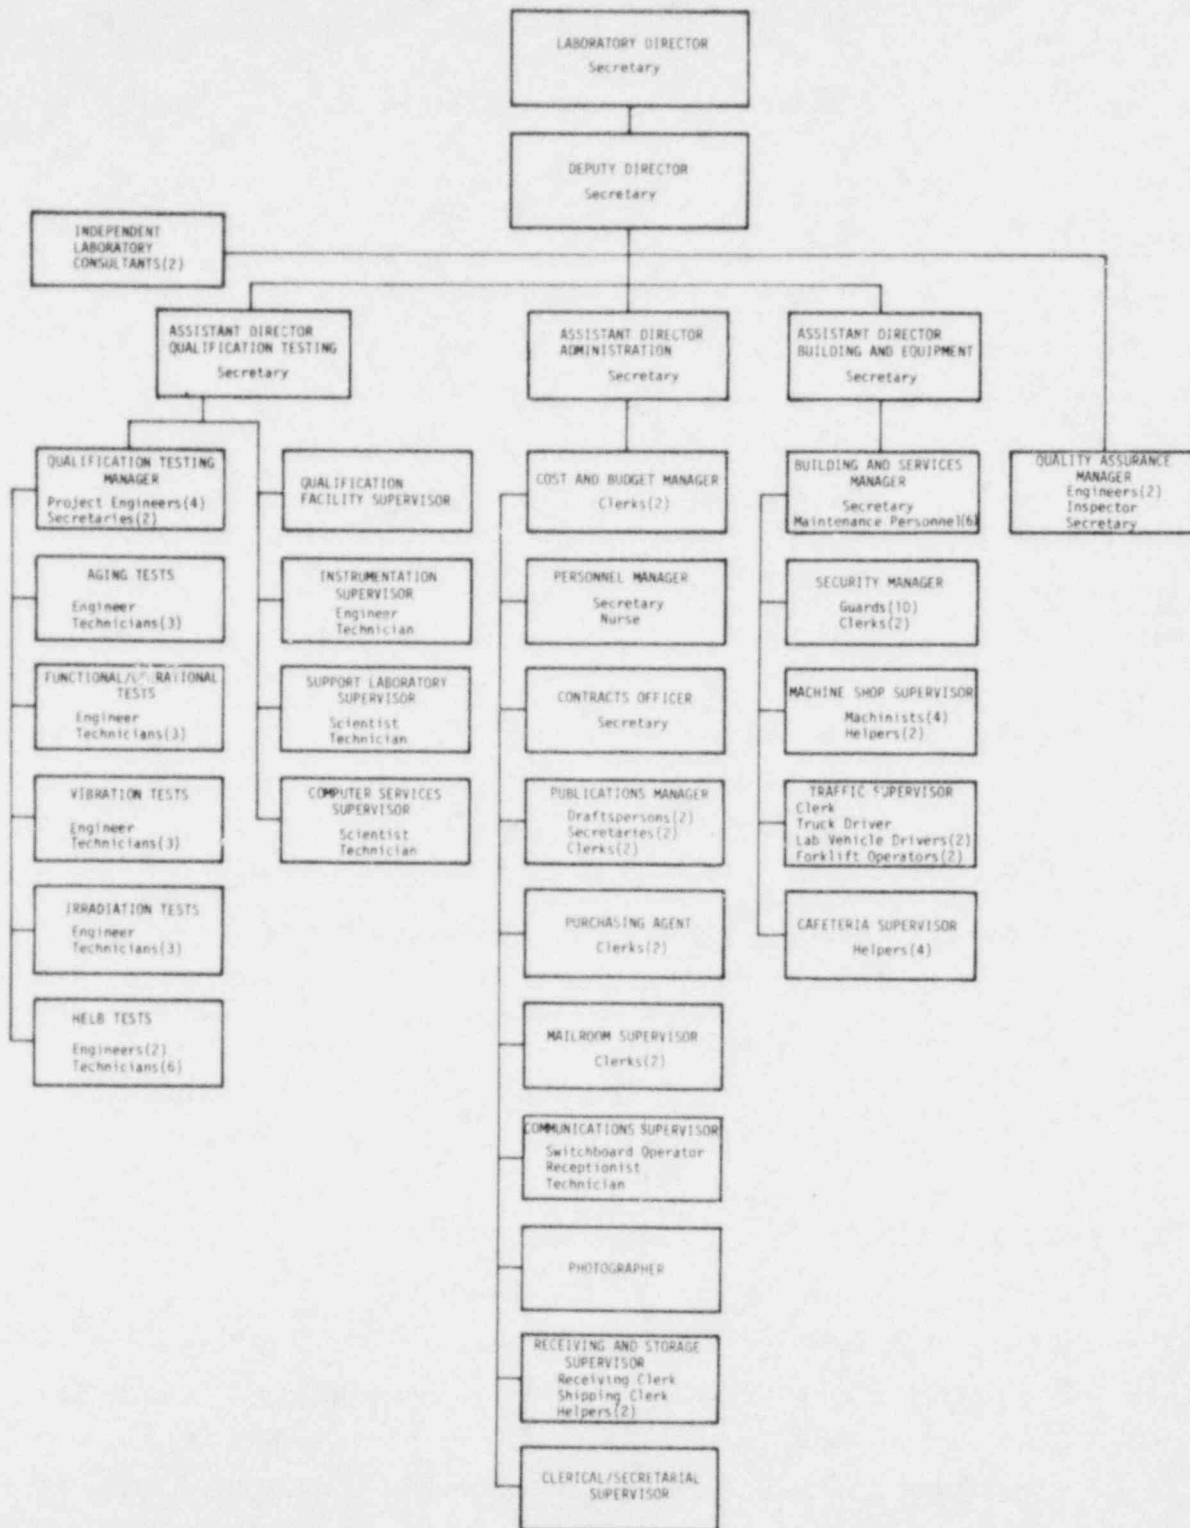 LABORATORY DIRECTOR
Secretary
DEPUTY DIRECTOR
Secretary
INDEPENDENT
LABORATORY
CONSULTANTS(2)
ASSISTANT DIRECTOR
QUALIFICATION TESTING
Secretary
ASSISTANT DIRECTOR
ADMINISTRATION
Secretary
ASSISTANT DIRECTOR
BUILDING AND EQUIPMENT
Secretary
QUALIFICATION TESTING
MANAGER
Project Engineers(4)
Secretaries(2)
AGING TESTS
Engineer
Technicians(3)
TESTS
Engineer
Technicians(3)
VIBRATION TESTS
Engineer
Technicians(3)
IRRADIATION TESTS
Engineer
Technicians(3)
HELB TESTS
Engineers(2)
Technicians(6)
QUALIFICATION
FACILITY SUPERVISOR
INSTRUMENTATION
SUPERVISOR
Engineer
Technician
SUPPORT LABORATORY
SUPERVISOR
Scientist
Technician
COMPUTER SERVICES
SUPERVISOR
Scientist
Technician
COST AND BUDGET MANAGER
Clerks(2)
PERSONNEL MANAGER
Secretary
Nurse
CONTRACTS OFFICER
Secretary
PUBLICATIONS MANAGER
Draftspersons(2)
Secretaries(2)
Clerks(2)
PURCHASING AGENT
Clerks(2)
MAILROOM SUPERVISOR
Clerks(2)
COMMUNICATIONS SUPERVISOR
Switchboard Operator
Receptionist
Technician
PHOTOGRAPHER
RECEIVING AND STORAGE
SUPERVISOR
Receiving Clerk
Shipping Clerk
Helpers(2)
CLERICAL/SECRETARIAL
SUPERVISOR
BUILDING AND SERVICES
MANAGER
Secretary
Maintenance Personnel(6)
SECURITY MANAGER
Guards(10)
Clerks(2)
MACHINE SHOP SUPERVISOR
Machinists(4)
Helpers(2)
TRAFFIC SUPERVISOR
Clerk
Truck Driver
Lab Vehicle Drivers(2)
Forklift Operators(2)
CAFETERIA SUPERVISOR
Helpers(4)
QUALITY ASSURANCE
MANAGER
Engineers(2)
Inspector
Secretary